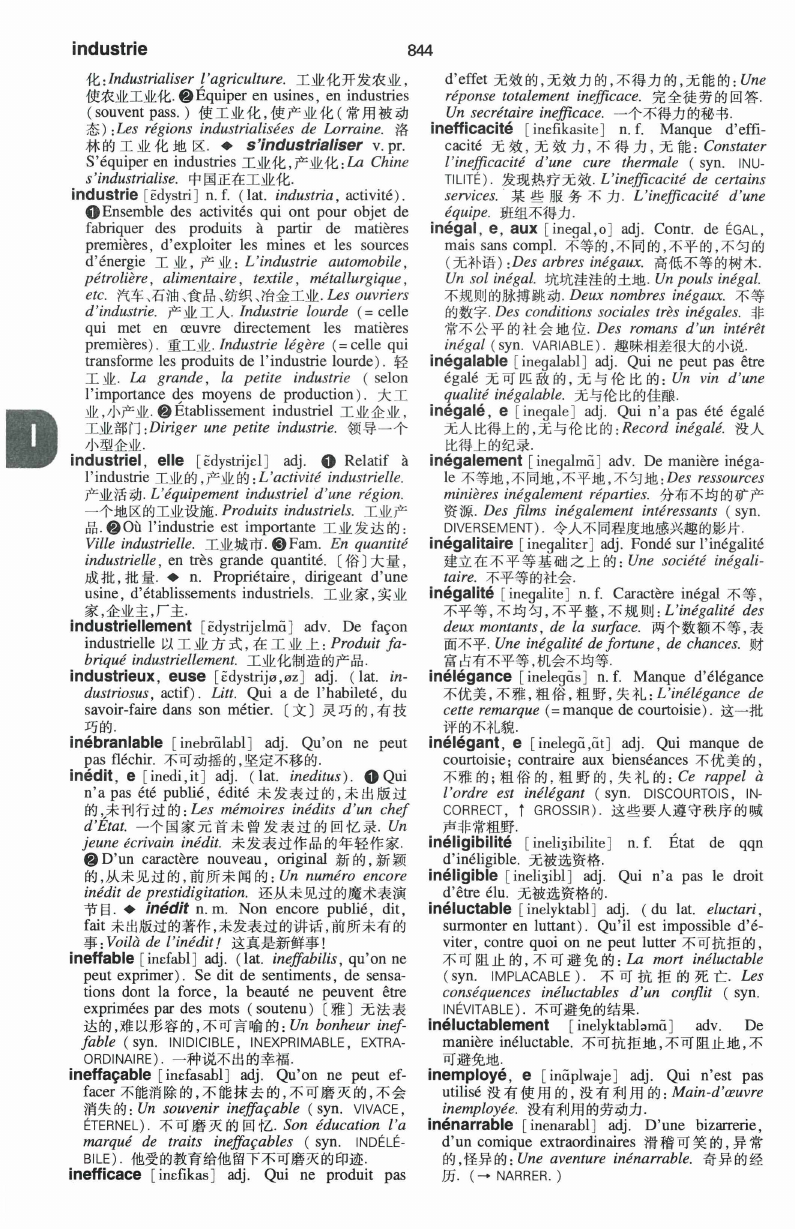 industrie
844
化:Industrialiser l'agriculture. 工业化开发农业,
使农业工业化. ❷Équiper en usines, en industries
(souvent pass.) 使工业化,使产业化(常用被动
态):Les régions industrialisées de Lorraine. 洛
林的工业化地区. ◆ s'industrialiser v. pr.
S'équiper en industries 工业化,产业化:La Chine
s'industrialise. 中国正在工业化.
industrie [ɛ̃dystri] n. f. (lat. industria, activité).
❶Ensemble des activités qui ont pour objet de
fabriquer des produits à partir de matières
premières, d'exploiter les mines et les sources
d'énergie 工业,产业: L'industrie automobile,
pétrolière, alimentaire, textile, métallurgique,
etc. 汽车、石油、食品、纺织、冶金工业. Les ouvriers
d'industrie. 产业工人. Industrie lourde (= celle
qui met en œuvre directement les matières
premières). 重工业. Industrie légère (= celle qui
transforme les produits de l'industrie lourde). 轻
工业. La grande, la petite industrie ( selon
l'importance des moyens de production). 大工
业,小产业. ❷Établissement industriel 工业企业,
工业部门:Diriger une petite industrie. 领导一个
小型企业.
industriel, elle [ɛ̃dystrijɛl] adj. ❶ Relatif à
l'industrie 工业的,产业的:L'activité industrielle.
产业活动. L'équipement industriel d'une région.
一个地区的工业设施. Produits industriels. 工业产
品. ❷Où l'industrie est importante 工业发达的:
Ville industrielle. 工业城市. ❸Fam. En quantité
industrielle, en très grande quantité. 〔俗〕大量,
成批,批量. ◆ n. Propriétaire, dirigeant d'une
usine, d'établissements industriels. 工业家,实业
家,企业主,厂主.
industriellement [ɛ̃dystrijɛlmɑ̃] adv. De façon
industrielle 以工业方式,在工业上: Produit fa-
briqué industriellement. 工业化制造的产品.
industrieux, euse [ɛ̃dystrijø,øz] adj. (lat. in-
dustriosus, actif). Litt. Qui a de l'habileté, du
savoir-faire dans son métier. 〔文〕灵巧的,有技
巧的.
inébranlable [inebrɑ̃labl] adj. Qu'on ne peut
pas fléchir. 不可动摇的,坚定不移的.
inédit, e [inedi,it] adj. (lat. ineditus). ❶ Qui
n'a pas été publié, édité 未发表过的,未出版过
的,未刊行过的: Les mémoires inédits d'un chef
d'État. 一个国家元首未曾发表过的回忆录. Un
jeune écrivain inédit. 未发表过作品的年轻作家.
❷ D'un caractère nouveau, original 新的,新颖
的,从未见过的,前所未闻的: Un numéro encore
inédit de prestidigitation. 还从未见过的魔术表演
节目. ◆ inédit n. m. Non encore publié, dit,
fait 未出版过的著作,未发表过的讲话,前所未有的
事:Voilà de l'inédit! 这真是新鲜事!
ineffable [inɛfabl] adj. (lat. ineffabilis, qu'on ne
peut exprimer). Se dit de sentiments, de sensa-
tions dont la force, la beauté ne peuvent être
exprimées par des mots (soutenu)〔雅〕无法表
达的,难以形容的,不可言喻的: Un bonheur inef-
fable ( syn. INIDICIBLE, INEXPRIMABLE, EXTRA-
ORDINAIRE). 一种说不出的幸福.
ineffaçable [inɛfasabl] adj. Qu'on ne peut ef-
facer 不能消除的,不能抹去的,不可磨灭的,不会
消失的: Un souvenir ineffaçable ( syn. VIVACE,
ÉTERNEL). 不可磨灭的回忆. Son éducation l'a
marqué de traits ineffaçables ( syn. INDÉLÉ-
BILE). 他受的教育给他留下不可磨灭的印迹.
inefficace [inɛfikas] adj. Qui ne produit pas
I
d'effet 无效的,无效力的,不得力的,无能的: Une
réponse totalement inefficace. 完全徒劳的回答.
Un secrétaire inefficace. 一个不得力的秘书.
inefficacité [inɛfikasite] n. f. Manque d'effi-
cacité 无效,无效力,不得力,无能: Constater
l'inefficacité d'une cure thermale ( syn. INU-
TILITÉ). 发现热疗无效. L'inefficacité de certains
services. 某些服务不力. L'inefficacité d'une
équipe. 班组不得力.
inégal, e, aux [inegal,o] adj. Contr. de ÉGAL,
mais sans compl. 不等的,不同的,不平的,不匀的
(无补语):Des arbres inégaux. 高低不等的树木.
Un sol inégal. 坑坑洼洼的土地. Un pouls inégal.
不规则的脉搏跳动. Deux nombres inégaux. 不等
的数字. Des conditions sociales très inégales. 非
常不公平的社会地位. Des romans d'un intérêt
inégal (syn. VARIABLE). 趣味相差很大的小说.
inégalable [inegalabl] adj. Qui ne peut pas être
égalé 无可匹敌的,无与伦比的: Un vin d'une
qualité inégalable. 无与伦比的佳酿.
inégalé, e [inegale] adj. Qui n'a pas été égalé
无人比得上的,无与伦比的:Record inégalé. 没人
比得上的纪录.
inégalement [inegalmɑ̃] adv. De manière inéga-
le 不等地,不同地,不平地,不匀地:Des ressources
minières inégalement réparties. 分布不均的矿产
资源. Des films inégalement intéressants ( syn.
DIVERSEMENT). 令人不同程度地感兴趣的影片.
inégalitaire [inegalitɛr] adj. Fondé sur l'inégalité
建立在不平等基础之上的: Une société inégali-
taire. 不平等的社会.
inégalité [inegalite] n. f. Caractère inégal 不等,
不平等,不均匀,不平整,不规则: L'inégalité des
deux montants, de la surface. 两个数额不等,表
面不平. Une inégalité de fortune, de chances. 财
富占有不平等,机会不均等.
inélégance [inelegɑ̃s] n. f. Manque d'élégance
不优美,不雅,粗俗,粗野,失礼: L'inélégance de
cette remarque (= manque de courtoisie). 这一批
评的不礼貌.
inélégant, e [inelegɑ̃,ɑ̃t] adj. Qui manque de
courtoisie; contraire aux bienséances 不优美的,
不雅的; 粗俗的,粗野的,失礼的: Ce rappel à
l'ordre est inélégant ( syn. DISCOURTOIS, IN-
CORRECT, ↑ GROSSIR). 这些要人遵守秩序的喊
声非常粗野.
inéligibilité [ineliʒibilite] n. f. État de qqn
d'inéligible. 无被选资格.
inéligible [ineliʒibl] adj. Qui n'a pas le droit
d'être élu. 无被选资格的.
inéluctable [inelyktabl] adj. ( du lat. eluctari,
surmonter en luttant). Qu'il est impossible d'é-
viter, contre quoi on ne peut lutter 不可抗拒的,
不可阻止的,不可避免的: La mort inéluctable
(syn. IMPLACABLE). 不可抗拒的死亡. Les
conséquences inéluctables d'un conflit ( syn.
INÉVITABLE). 不可避免的结果.
inéluctablement [inelyktabləmɑ̃] adv. De
manière inéluctable. 不可抗拒地,不可阻止地,不
可避免地.
inemployé, e [inɑ̃plwaje] adj. Qui n'est pas
utilisé 没有使用的,没有利用的: Main-d'œuvre
inemployée. 没有利用的劳动力.
inénarrable [inenarabl] adj. D'une bizarrerie,
d'un comique extraordinaires 滑稽可笑的,异常
的,怪异的: Une aventure inénarrable. 奇异的经
历. (→ NARRER.)